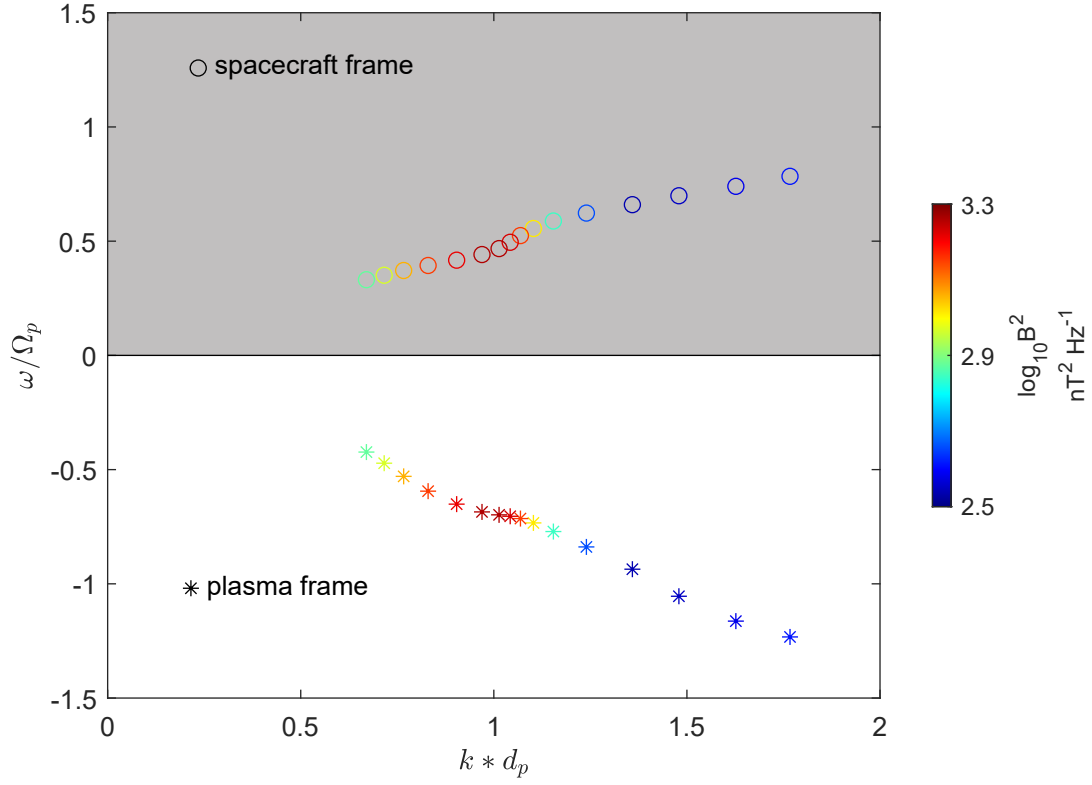 1.5
○ spacecraft frame
1
0.5
0
-0.5
-1
-1.5
ω/Ωₚ
✳ plasma frame
0
0.5
1
1.5
2
k ∗ dₚ
3.3
2.9
2.5
log₁₀B²
nT² Hz⁻¹